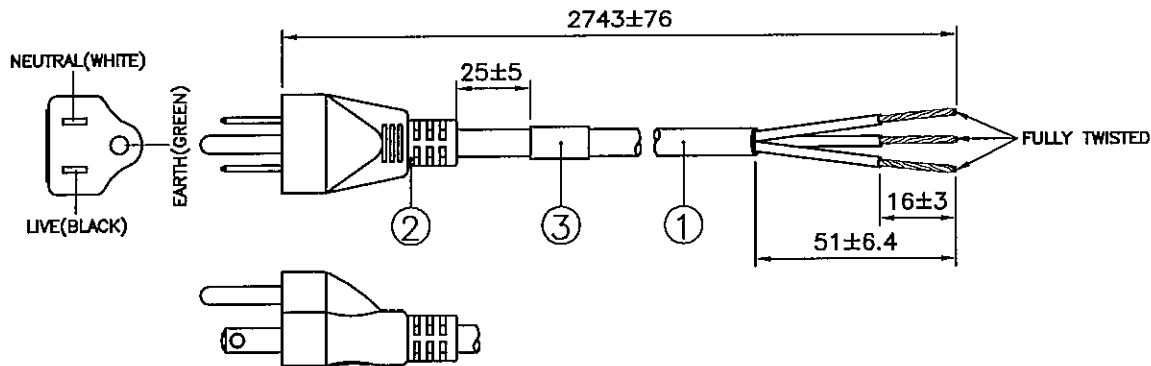 2743±76
NEUTRAL(WHITE)
25±5
EARTH(GREEN)
FULLY TWISTED
LIVE(BLACK)
2
3
1
16±3
51±6.4